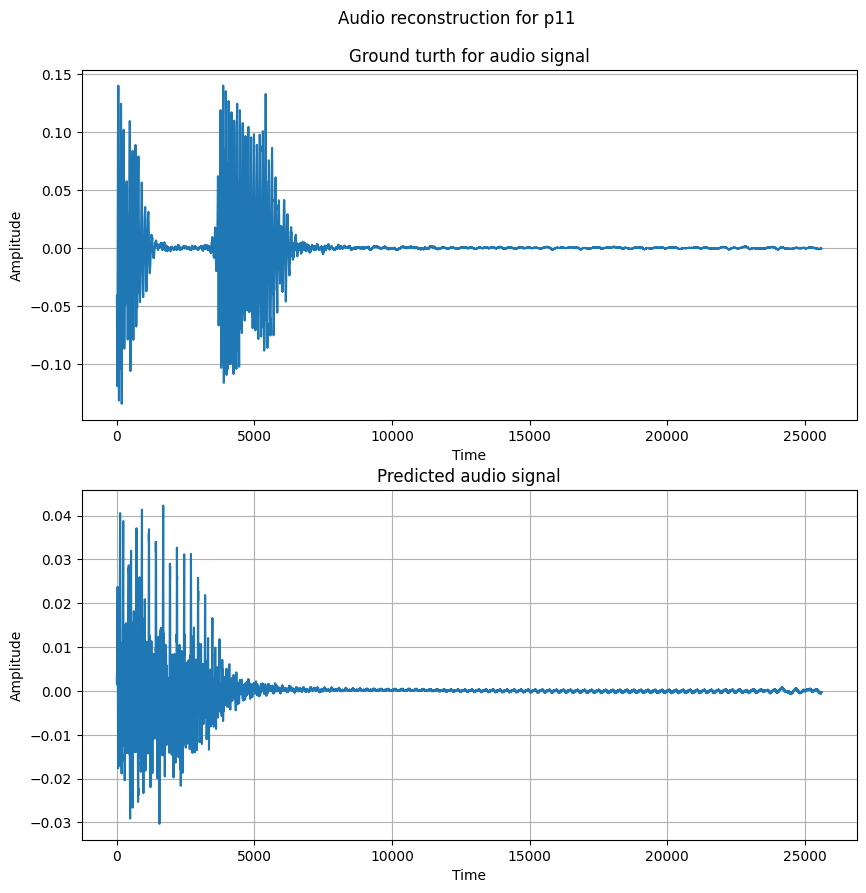 Audio reconstruction for p11
Ground turth for audio signal
0.15
0.10
0.05
0.00
−0.05
−0.10
Amplitude
0 5000 10000 15000 20000 25000
Time
Predicted audio signal
0.04
0.03
0.02
0.01
0.00
−0.01
−0.02
−0.03
Amplitude
0 5000 10000 15000 20000 25000
Time